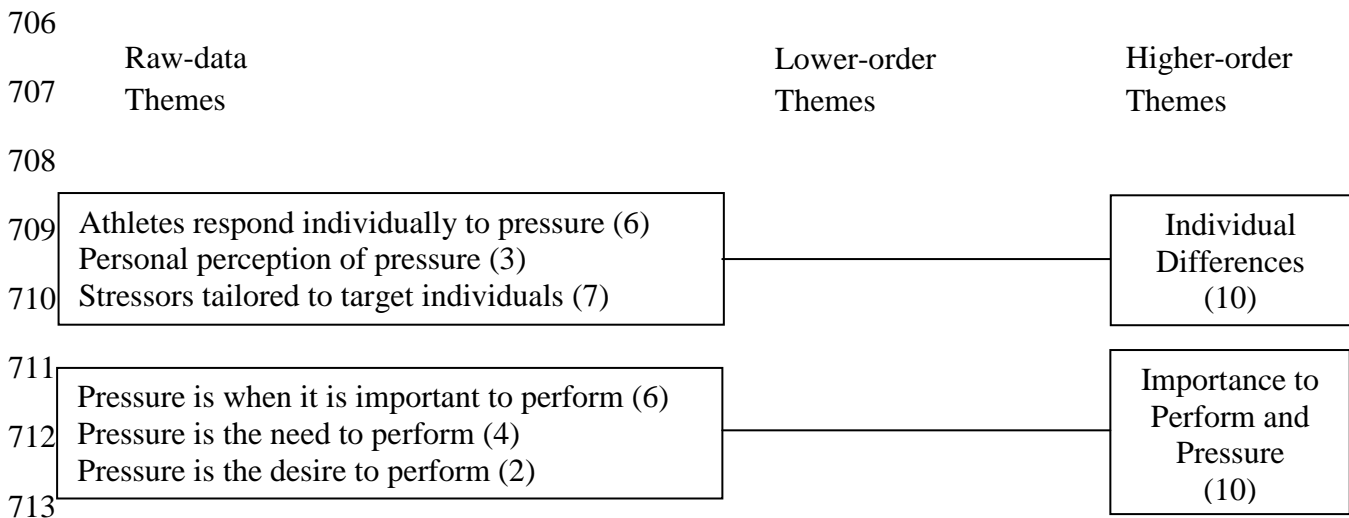 706
Raw-data Lower-order Higher-order
707 Themes Themes Themes
708
709 Athletes respond individually to pressure (6) Individual
Personal perception of pressure (3) Differences
710 Stressors tailored to target individuals (7) (10)
711 Importance to
Pressure is when it is important to perform (6) Perform and
712 Pressure is the need to perform (4) Pressure
Pressure is the desire to perform (2) (10)
713